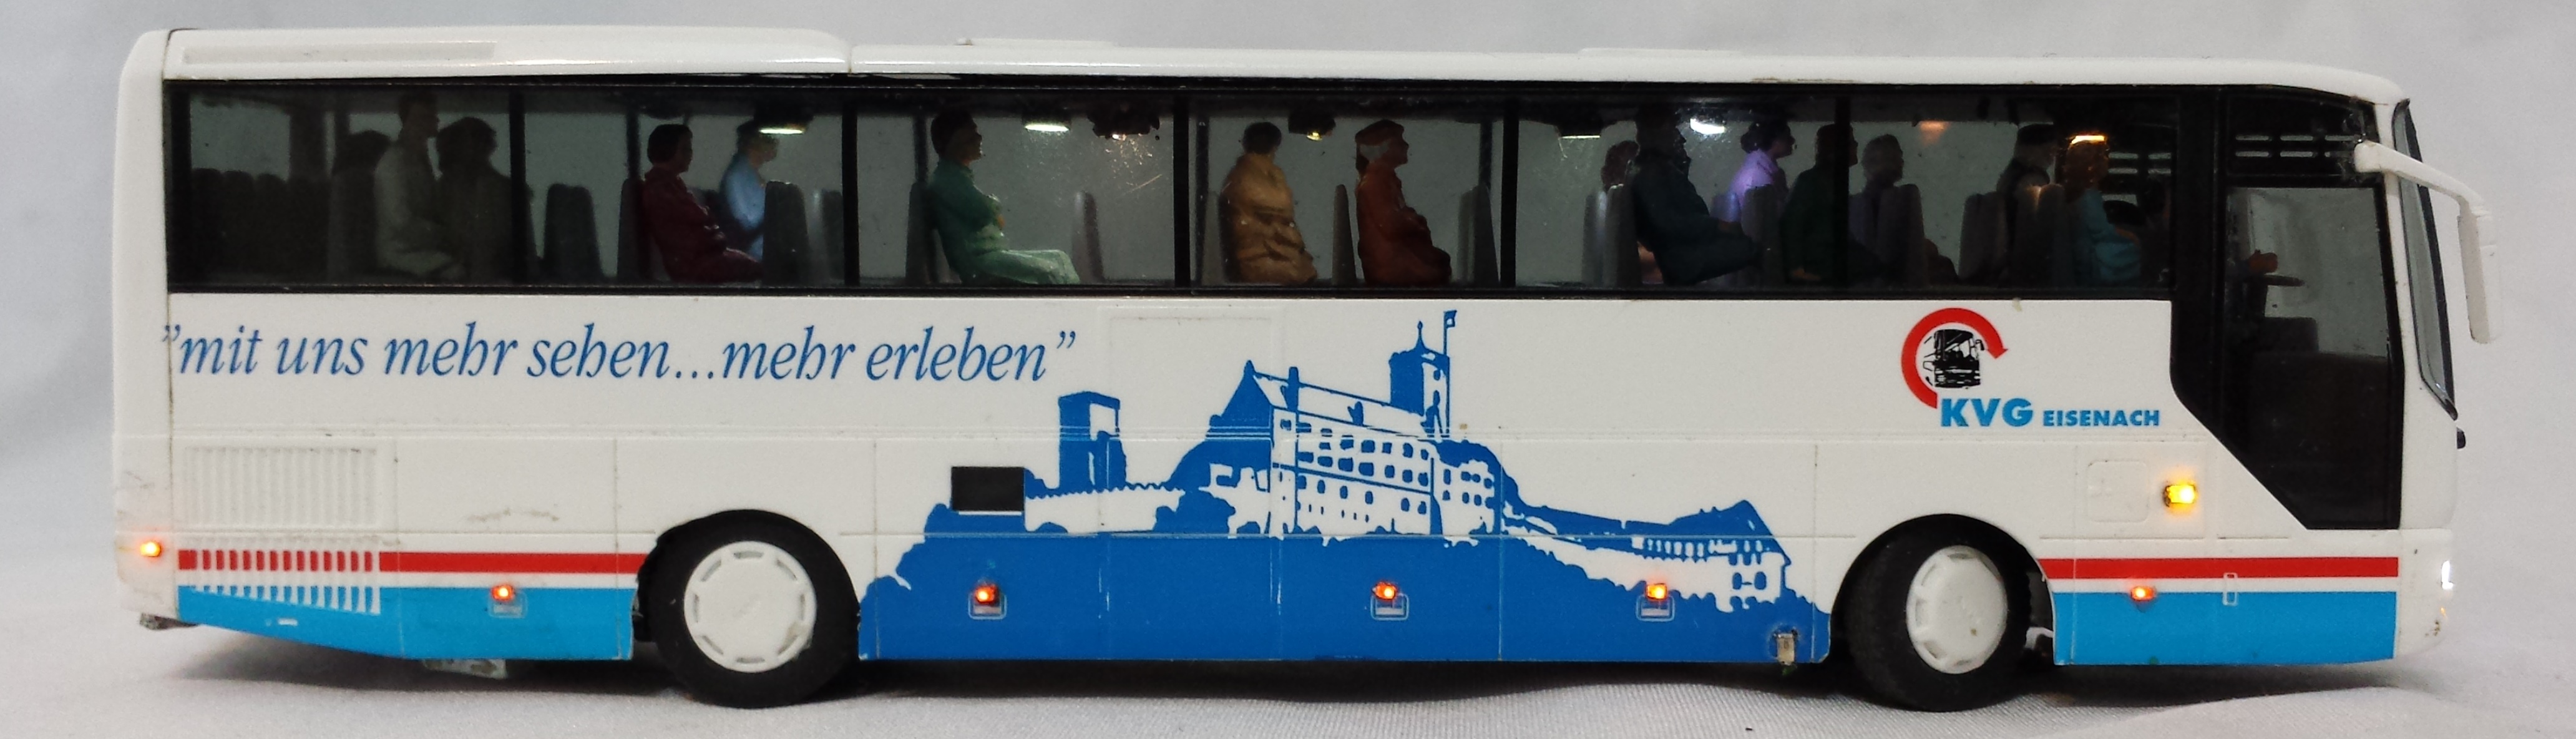 ”mit uns mehr sehen...mehr erleben”
KVG EISENACH